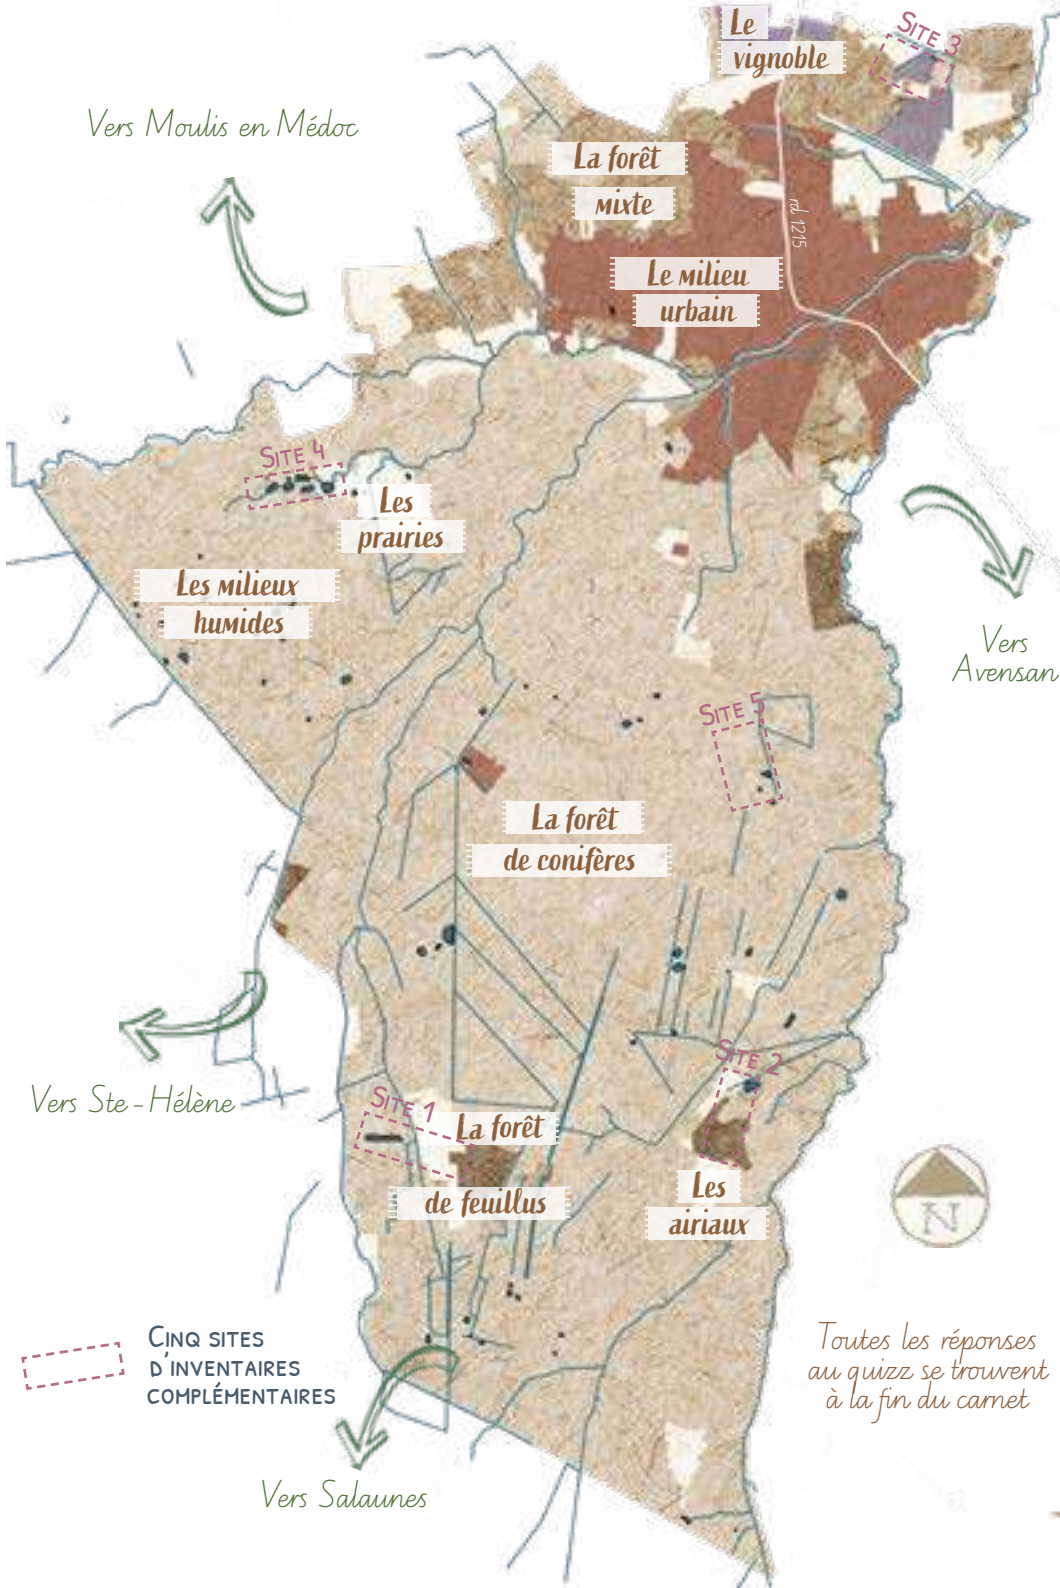 Le
vignoble
Site 3
Vers Moulis en Médoc
La forêt
mixte
rd 1215
Le milieu
urbain
Site 4
Les
prairies
Les milieux
humides
Vers
Avensan
Site 5
La forêt
de conifères
Vers Ste-Hélène
Site 2
Site 1
La forêt
de feuillus
Les
airiaux
N
Cinq sites
d'inventaires
complémentaires
Toutes les réponses
au quizz se trouvent
à la fin du carnet
Vers Salaunes